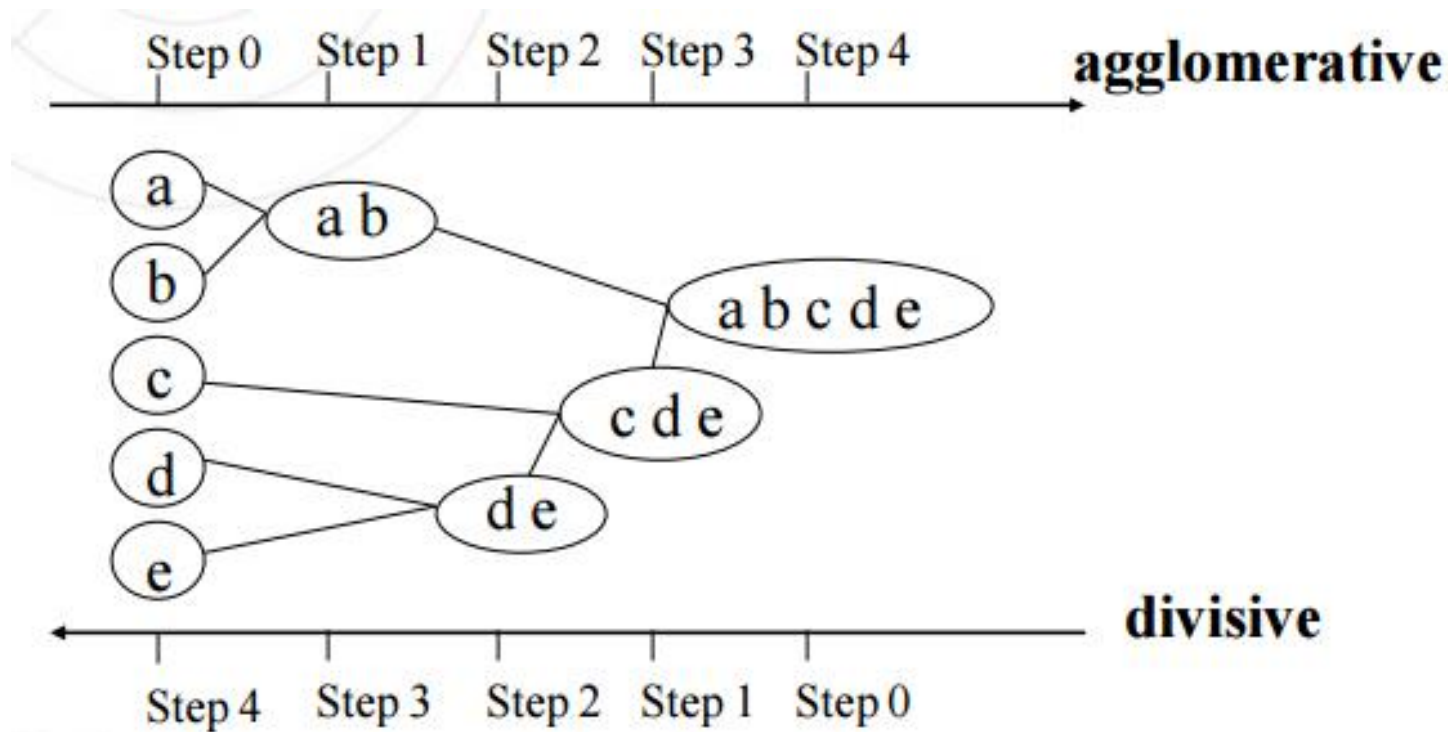 Step 0 Step 1 Step 2 Step 3 Step 4
agglomerative
a
a b
b
a b c d e
c
c d e
d
d e
e
divisive
Step 4 Step 3 Step 2 Step 1 Step 0